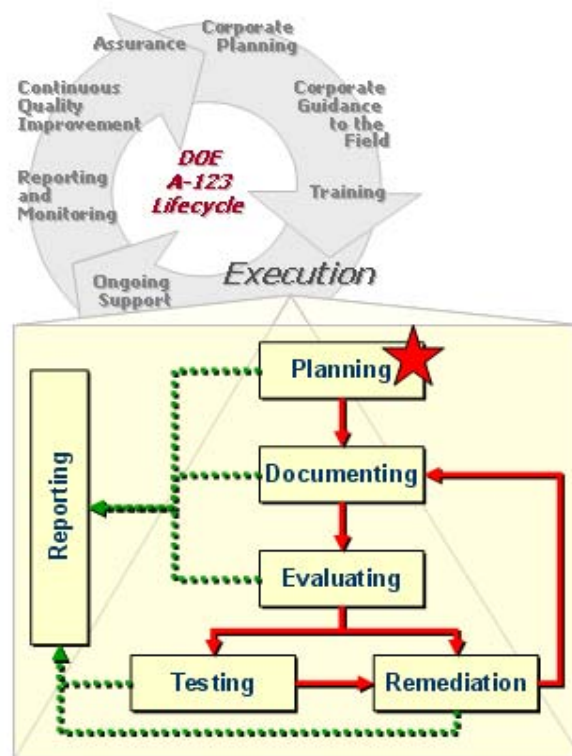 Corporate
Planning
Assurance
Corporate
Guidance
to the
Field
Training
Continuous
Quality
Improvement
Reporting
and
Monitoring
Ongoing
Support
DOE
A-123
Lifecycle
Execution
Planning
Documenting
Evaluating
Testing
Remediation
Reporting